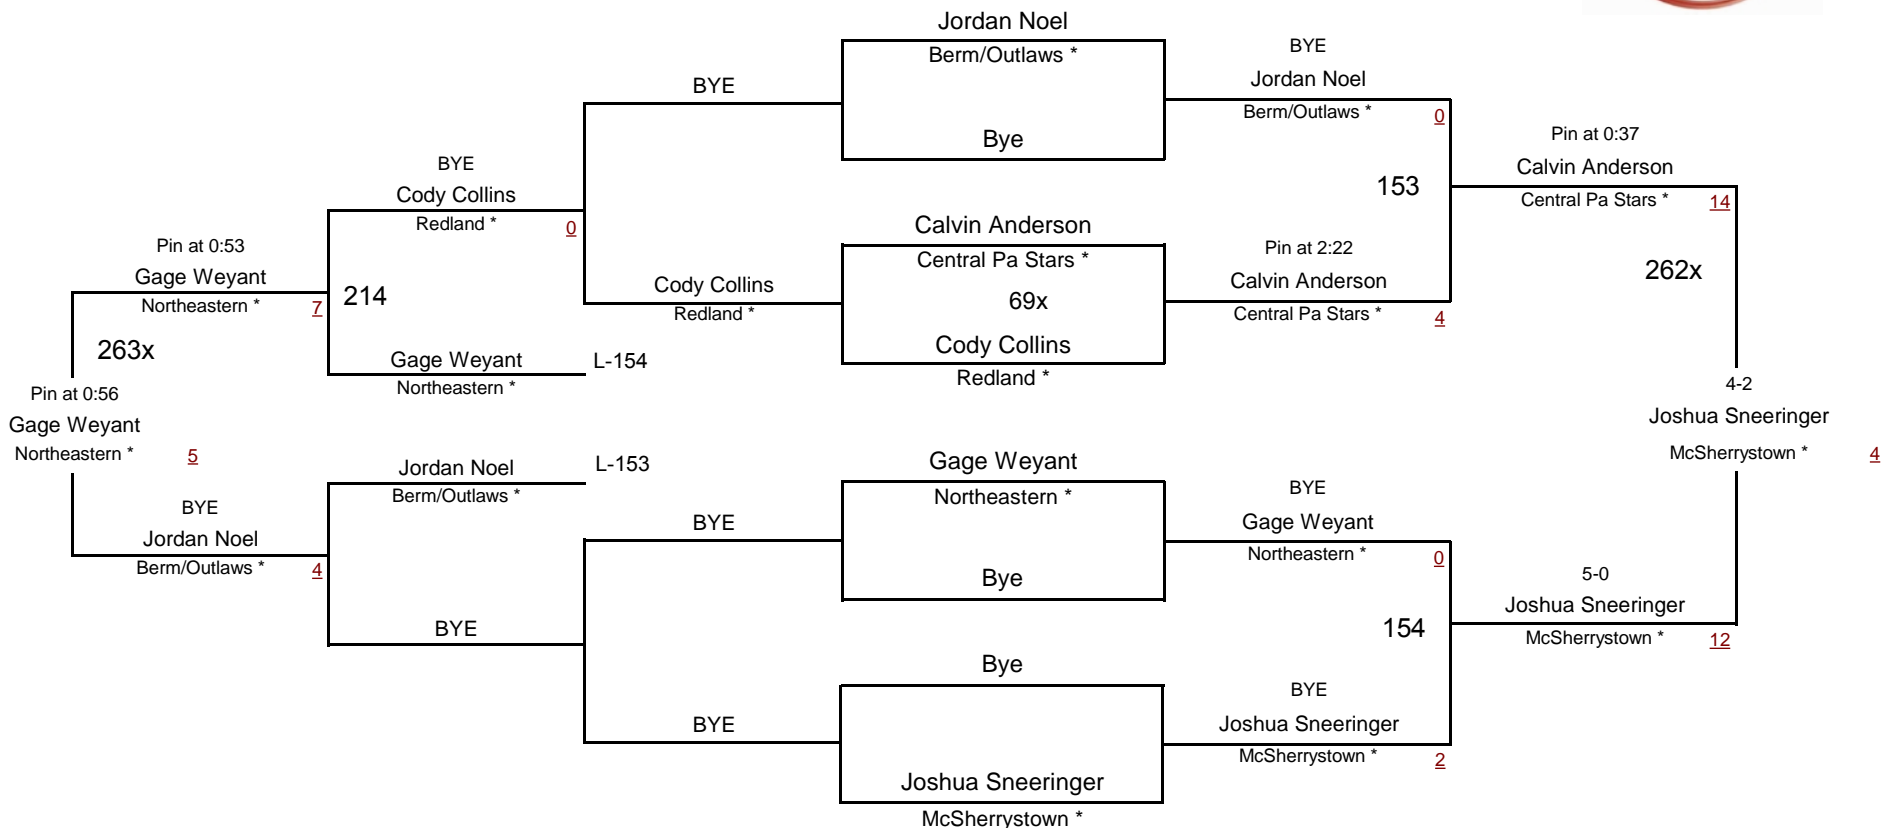 Jordan Noel
Berm/Outlaws *
Bye
BYE
Jordan Noel
Berm/Outlaws *
0
BYE
BYE
Cody Collins
Redland *
0
Cody Collins
Redland *
Calvin Anderson
Central Pa Stars *
69x
Cody Collins
Redland *
Pin at 2:22
Calvin Anderson
Central Pa Stars *
4
153
Pin at 0:37
Calvin Anderson
Central Pa Stars *
14
262x
Pin at 0:53
Gage Weyant
Northeastern *
7
214
Gage Weyant
L-154
Northeastern *
263x
Pin at 0:56
Gage Weyant
Northeastern *
5
4-2
Joshua Sneeringer
McSherrystown *
4
Jordan Noel
L-153
Berm/Outlaws *
BYE
Jordan Noel
Berm/Outlaws *
4
BYE
BYE
Gage Weyant
Northeastern *
Bye
BYE
Gage Weyant
Northeastern *
0
154
5-0
Joshua Sneeringer
McSherrystown *
12
BYE
Bye
Joshua Sneeringer
McSherrystown *
BYE
Joshua Sneeringer
McSherrystown *
2